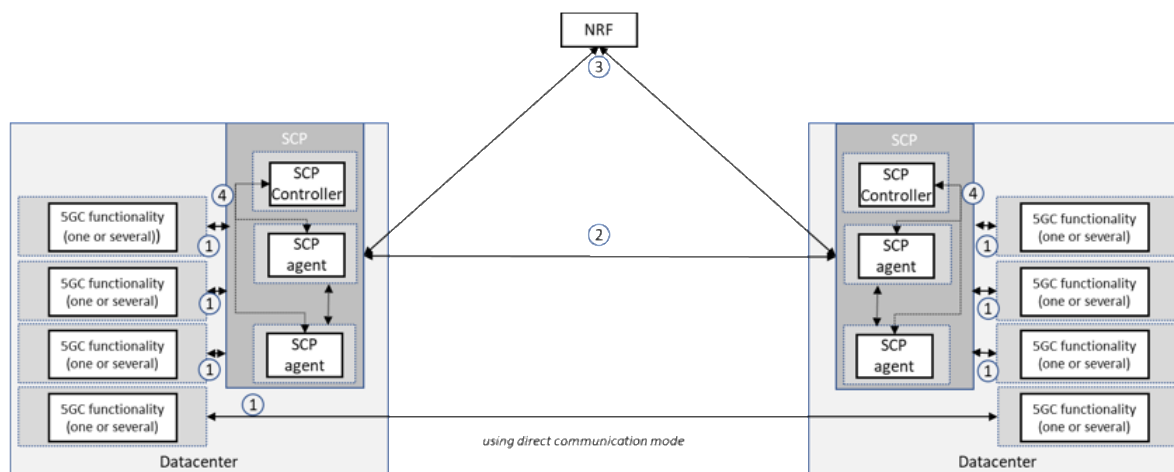 NRF
3
SCP
SCP
Controller
4
SCP
agent
SCP
agent
5GC functionality
(one or several))
1
5GC functionality
(one or several)
1
5GC functionality
(one or several)
1
5GC functionality
(one or several)
1
Datacenter
2
using direct communication mode
SCP
SCP
Controller
4
SCP
agent
SCP
agent
5GC functionality
(one or several)
1
5GC functionality
(one or several)
1
5GC functionality
(one or several)
1
5GC functionality
(one or several)
Datacenter